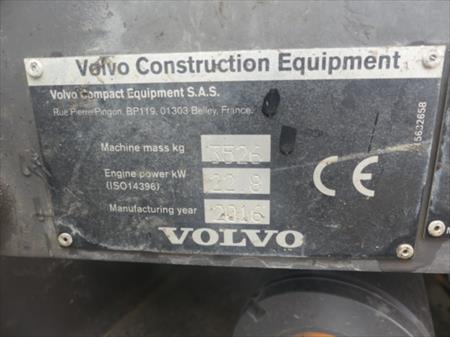 Volvo Construction Equipment
Volvo Compact Equipment S.A.S.
Rue Pierre Pingon, BP119, 01303 Belley, France.
Machine mass kg 3526
Engine power kW 22.8
(ISO14396)
Manufacturing year 2016
CE
VOLVO